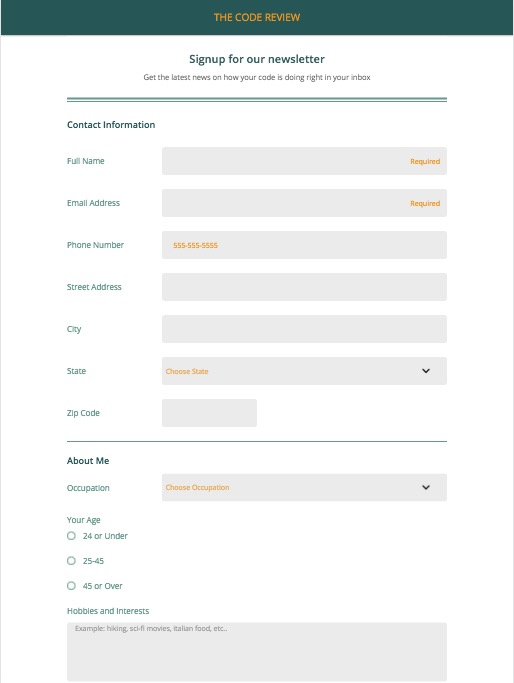 THE CODE REVIEW
Signup for our newsletter
Get the latest news on how your code is doing right in your inbox
Contact Information
Full Name Required
Email Address Required
Phone Number 555-555-5555
Street Address
City
State Choose State
Zip Code
About Me
Occupation Choose Occupation
Your Age
24 or Under
25-45
45 or Over
Hobbies and Interests
Example: hiking, sci-fi movies, italian food, etc..